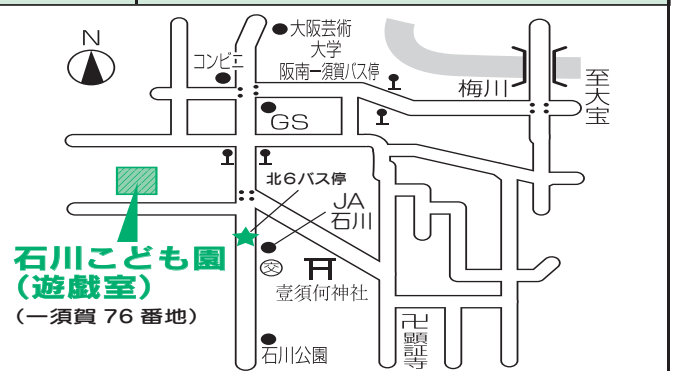 N
大阪芸術
大学
コンビニ
阪南一須賀バス停
梅川
至大宝
GS
北6バス停
JA
石川
石川こども園
(遊戯室)
(一須賀 76 番地)
交
壹須何神社
卍顕証寺
石川公園